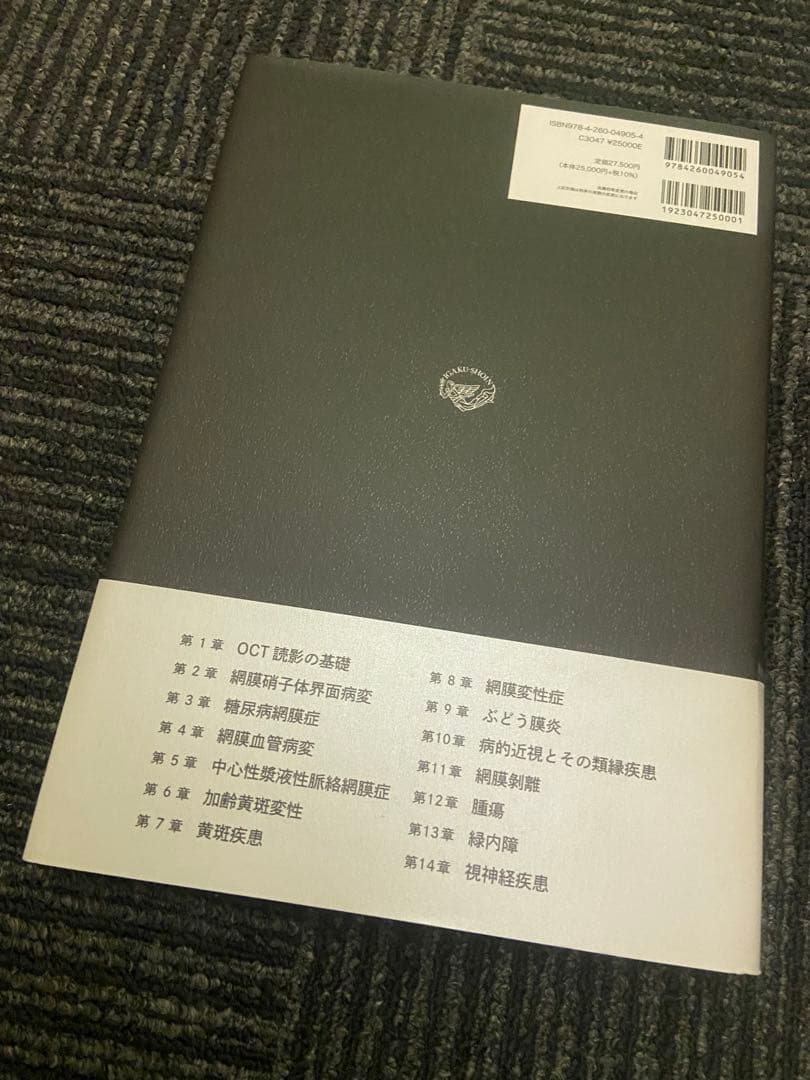 ISBN978-4-260-04905-4
C3047 ¥25000E
定価27,500円
(本体25,000円+税10%)
9784260049054
1923047250001
IGAKU-SHOIN
第1章 OCT読影の基礎
第2章 網膜硝子体界面病変
第3章 糖尿病網膜症
第4章 網膜血管病変
第5章 中心性漿液性脈絡網膜症
第6章 加齢黄斑変性
第7章 黄斑疾患
第8章 網膜変性症
第9章 ぶどう膜炎
第10章 病的近視とその類縁疾患
第11章 網膜剝離
第12章 腫瘍
第13章 緑内障
第14章 視神経疾患